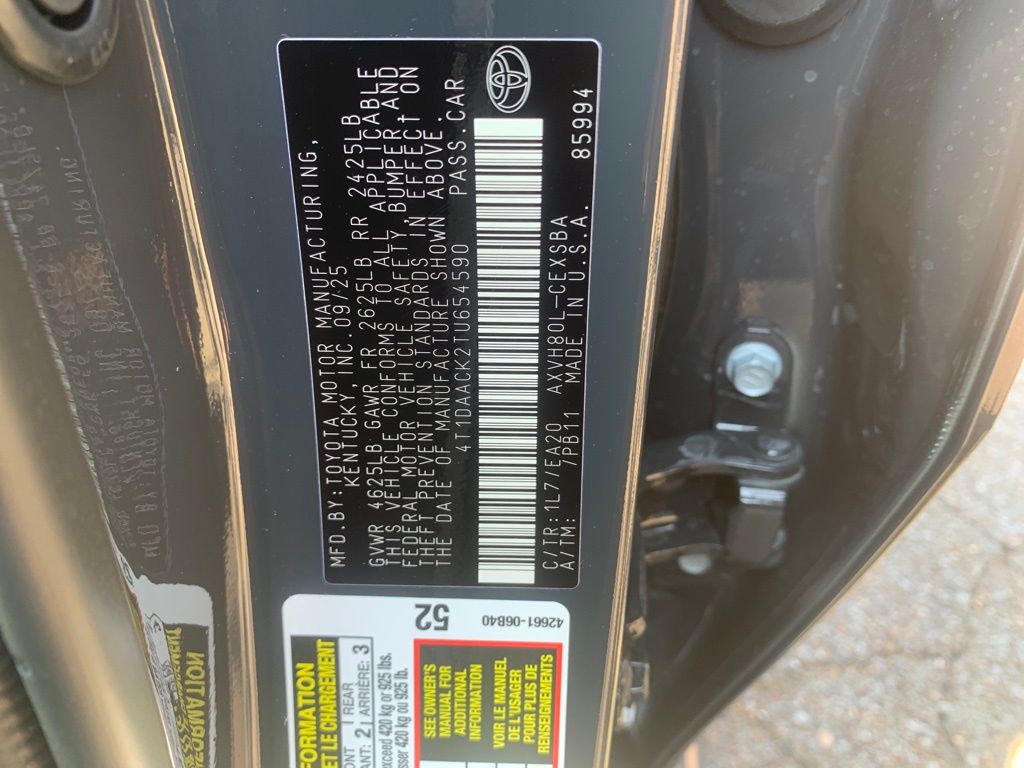 MFD.BY:TOYOTA MOTOR MANUFACTURING,
KENTUCKY, INC.09/25
GVWR 4625LB GAWR FR 2625LB RR 2425LB
THIS VEHICLE CONFORMS TO ALL APPLICABLE
FEDERAL MOTOR VEHICLE SAFETY, BUMPER, AND
THEFT PREVENTION STANDARDS IN EFFECT ON
THE DATE OF MANUFACTURE SHOWN ABOVE.
4T1DAACK2TU654590 PASS.CAR
C/TR:1L7/EA20 AXVH80L-CEXSBA
A/TM: /PB11 MADE IN U.S.A. 85994
FORMATION
ET LE CHARGEMENT
ONT 2 REAR 3
ANT: ARRIÈRE:
exceed 420 kg or 925 lbs.
sser 420 kg ou 925 lb.
52
SEE OWNER'S
MANUAL FOR
ADDITIONAL
INFORMATION
VOIR LE MANUEL
DE L'USAGER
POUR PLUS DE
RENSEIGNEMENTS
42661-06B40